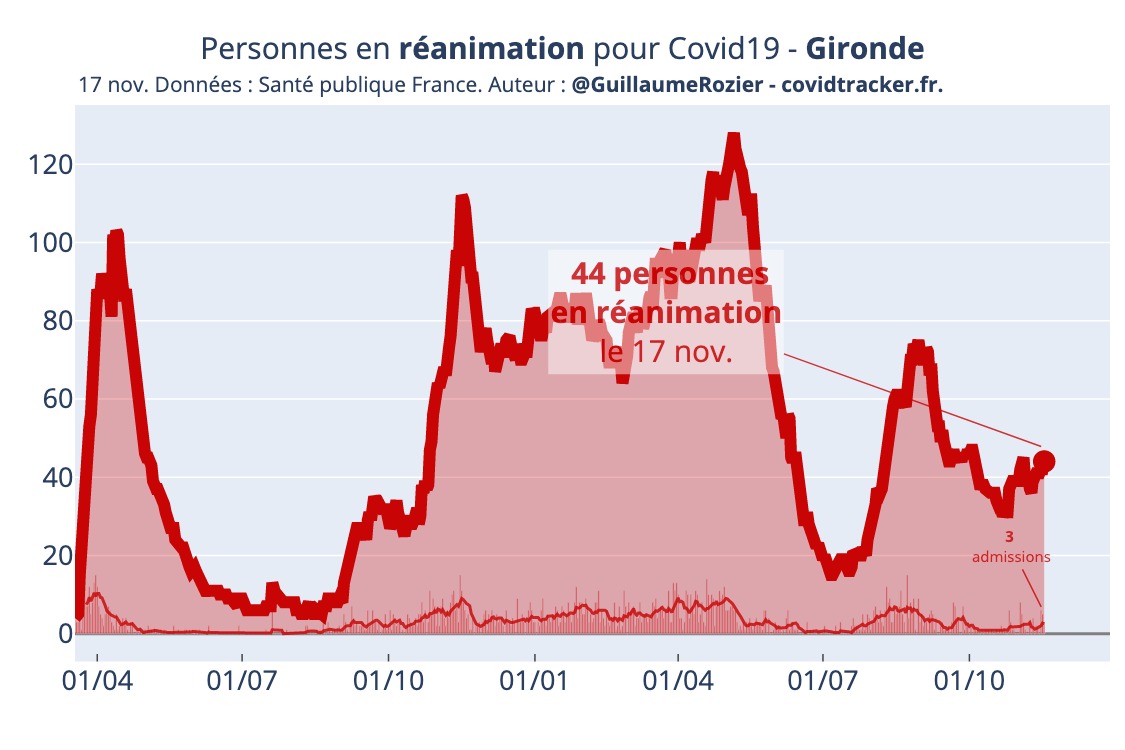 Personnes en réanimation pour Covid19 - Gironde
17 nov. Données : Santé publique France. Auteur : @GuillaumeRozier - covidtracker.fr.
120
100
80
60
40
20
0
44 personnes
en réanimation
le 17 nov.
3
admissions
01/04 01/07 01/10 01/01 01/04 01/07 01/10